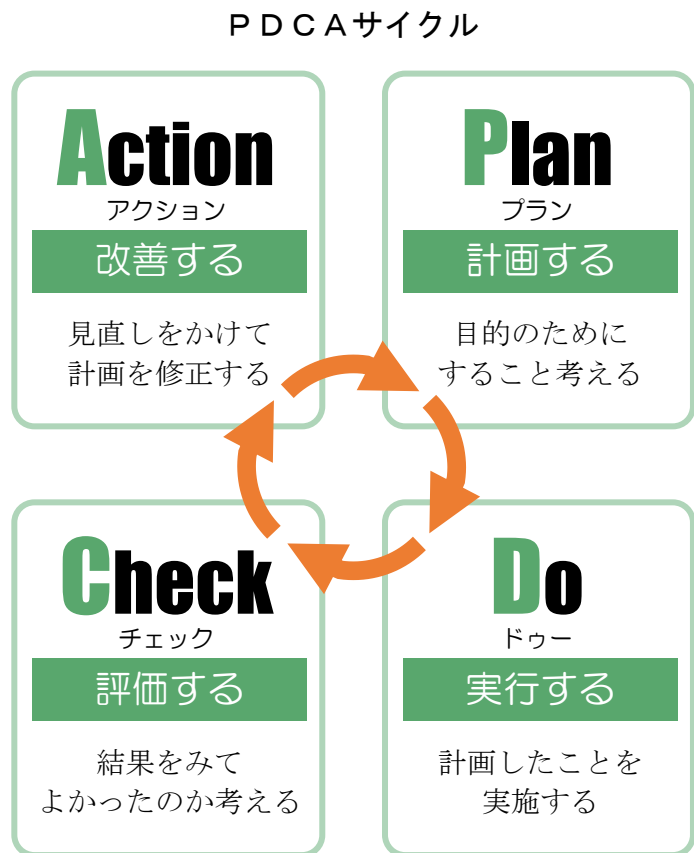 ＰＤＣＡサイクル
Action
アクション
改善する
見直しをかけて
計画を修正する
Plan
プラン
計画する
目的のために
すること考える
Check
チェック
評価する
結果をみて
よかったのか考える
Do
ドゥー
実行する
計画したことを
実施する